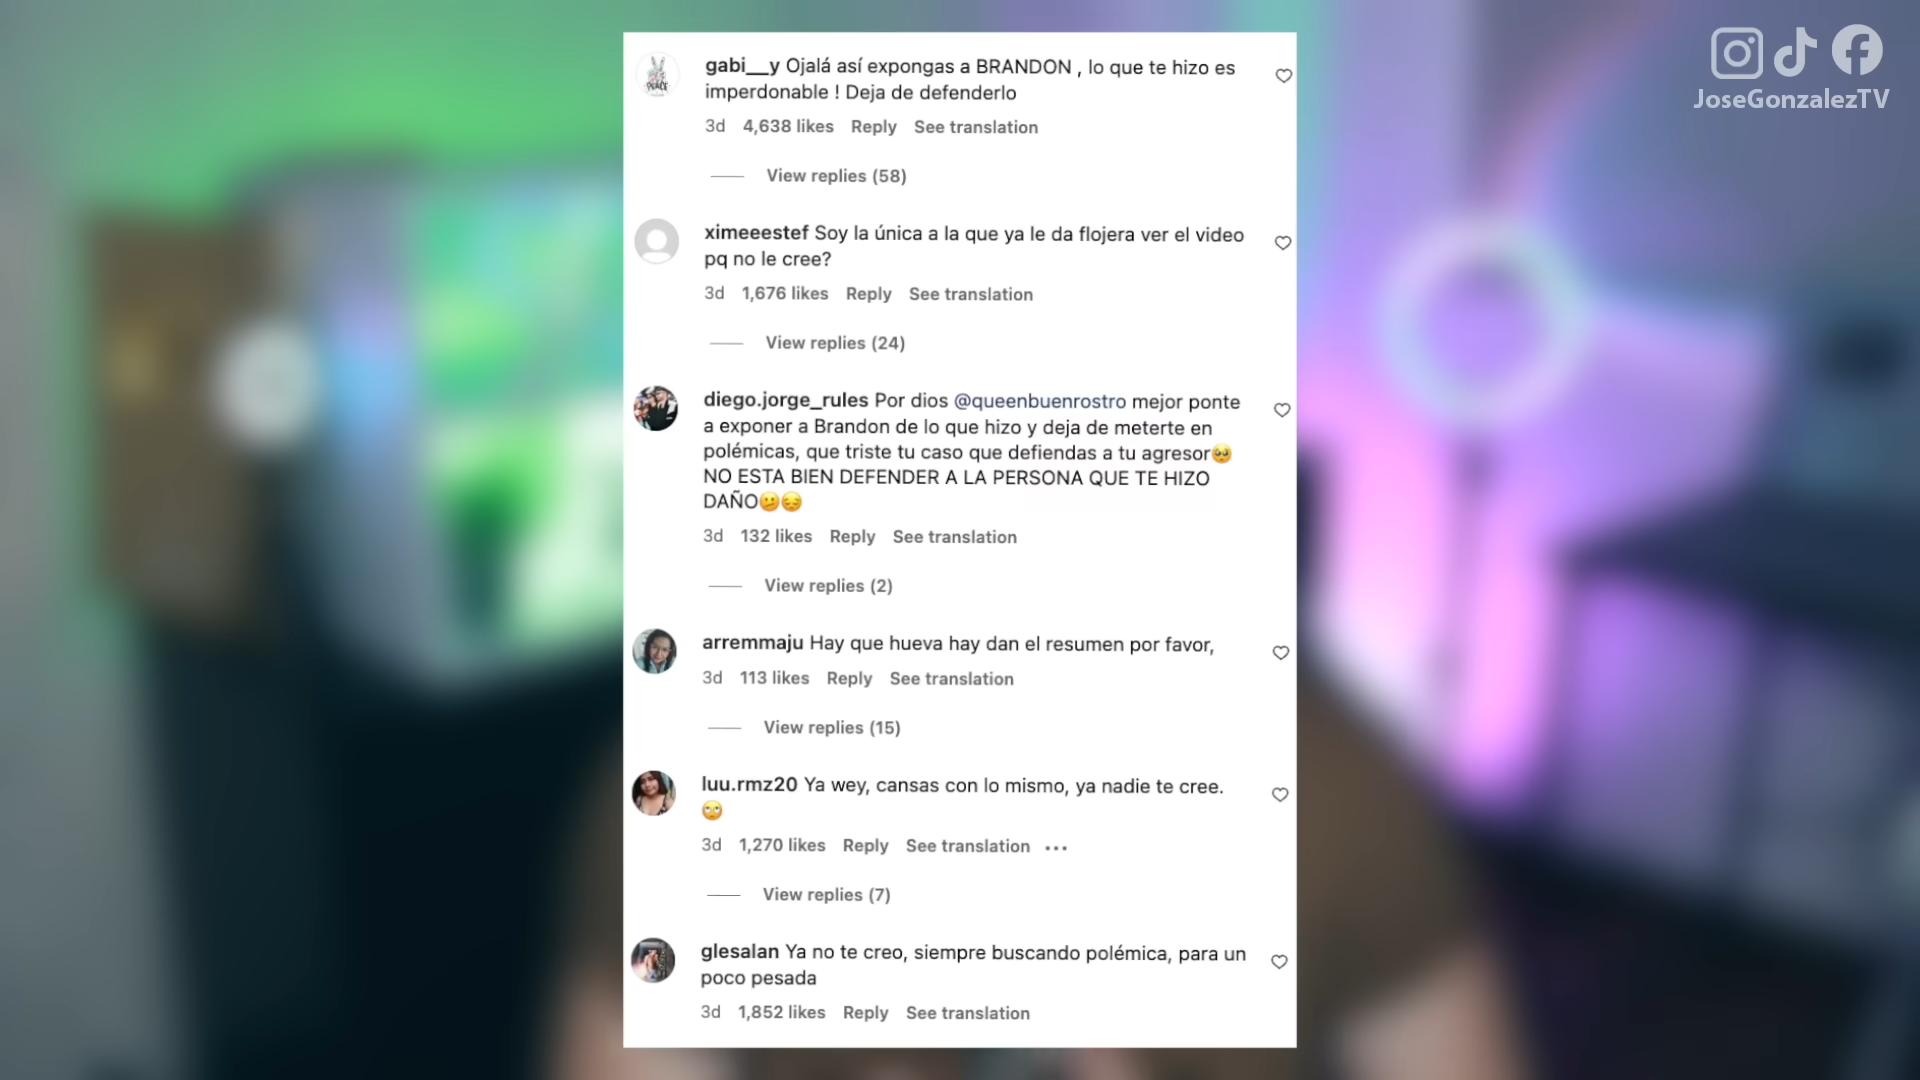 JoseGonzalezTV
gabi__y Ojalá así expongas a BRANDON , lo que te hizo es
imperdonable ! Deja de defenderlo
3d 4,638 likes Reply See translation
View replies (58)
ximeeestef Soy la única a la que ya le da flojera ver el video
pq no le cree?
3d 1,676 likes Reply See translation
View replies (24)
diego.jorge_rules Por dios @queenbuenrostro mejor ponte
a exponer a Brandon de lo que hizo y deja de meterte en
polémicas, que triste tu caso que defiendas a tu agresor🥺
NO ESTA BIEN DEFENDER A LA PERSONA QUE TE HIZO
DAÑO🫤😔
3d 132 likes Reply See translation
View replies (2)
arremmaju Hay que hueva hay dan el resumen por favor,
3d 113 likes Reply See translation
View replies (15)
luu.rmz20 Ya wey, cansas con lo mismo, ya nadie te cree.
🙄
3d 1,270 likes Reply See translation ...
View replies (7)
glesalan Ya no te creo, siempre buscando polémica, para un
poco pesada
3d 1,852 likes Reply See translation